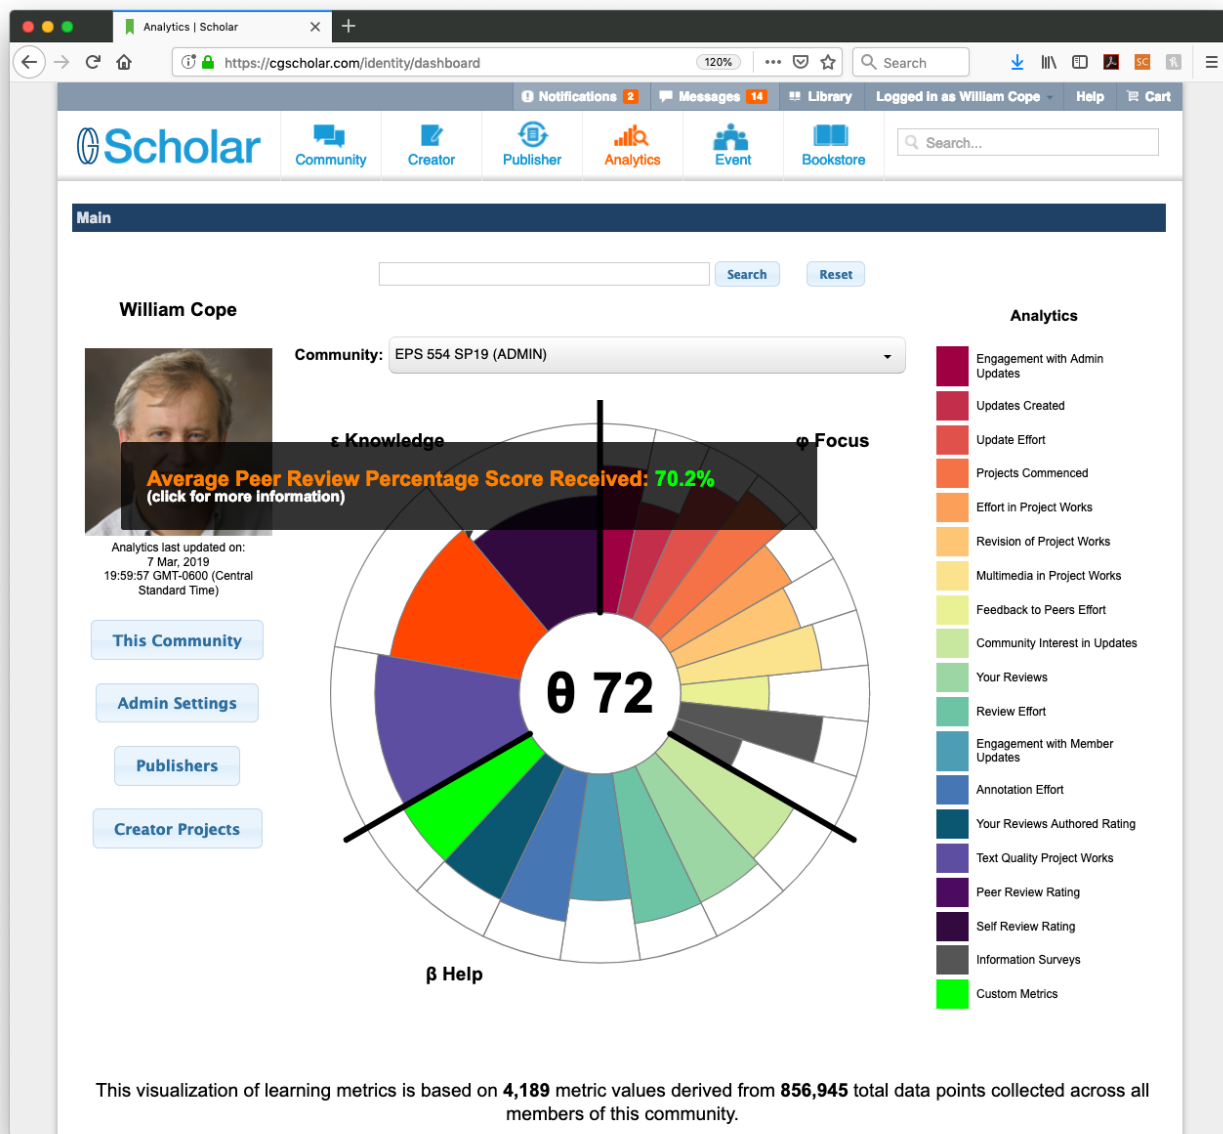 Analytics | Scholar
https://cgscholar.com/identity/dashboard
120%
Search
SC
Notifications 2
Messages 14
Library
Logged in as William Cope
Help
Cart
CG Scholar
Community
Creator
Publisher
Analytics
Event
Bookstore
Search...
Main
Search
Reset
William Cope
Analytics last updated on:
7 Mar, 2019
19:59:57 GMT-0600 (Central
Standard Time)
This Community
Admin Settings
Publishers
Creator Projects
Community:
EPS 554 SP19 (ADMIN)
ε Knowledge
φ Focus
Average Peer Review Percentage Score Received: 70.2%
(click for more information)
θ 72
β Help
Analytics
Engagement with Admin
Updates
Updates Created
Update Effort
Projects Commenced
Effort in Project Works
Revision of Project Works
Multimedia in Project Works
Feedback to Peers Effort
Community Interest in Updates
Your Reviews
Review Effort
Engagement with Member
Updates
Annotation Effort
Your Reviews Authored Rating
Text Quality Project Works
Peer Review Rating
Self Review Rating
Information Surveys
Custom Metrics
This visualization of learning metrics is based on 4,189 metric values derived from 856,945 total data points collected across all
members of this community.